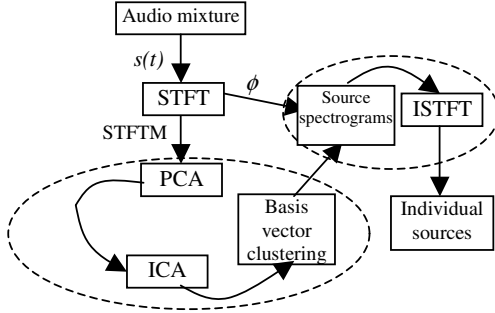 Audio mixture
s(t)
STFT
ϕ
Source
spectrograms
ISTFT
STFTM
PCA
Basis
vector
clustering
Individual
sources
ICA